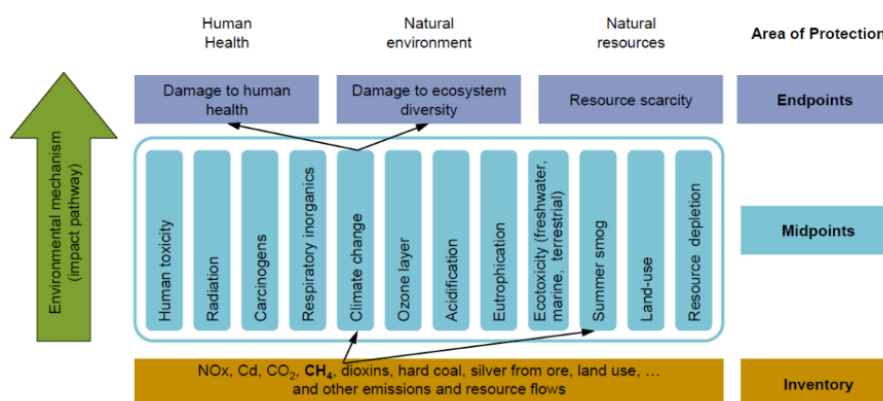 Human
Health
Natural
environment
Natural
resources
Area of Protection
Damage to human
health
Damage to ecosystem
diversity
Resource scarcity
Endpoints
Environmental mechanism
(impact pathway)
Human toxicity
Radiation
Carcinogens
Respiratory inorganics
Climate change
Ozone layer
Acidification
Eutrophication
Ecotoxicity (freshwater,
marine, terrestrial)
Summer smog
Land-use
Resource depletion
Midpoints
NOx, Cd, CO₂, CH₄, dioxins, hard coal, silver from ore, land use, …
and other emissions and resource flows
Inventory